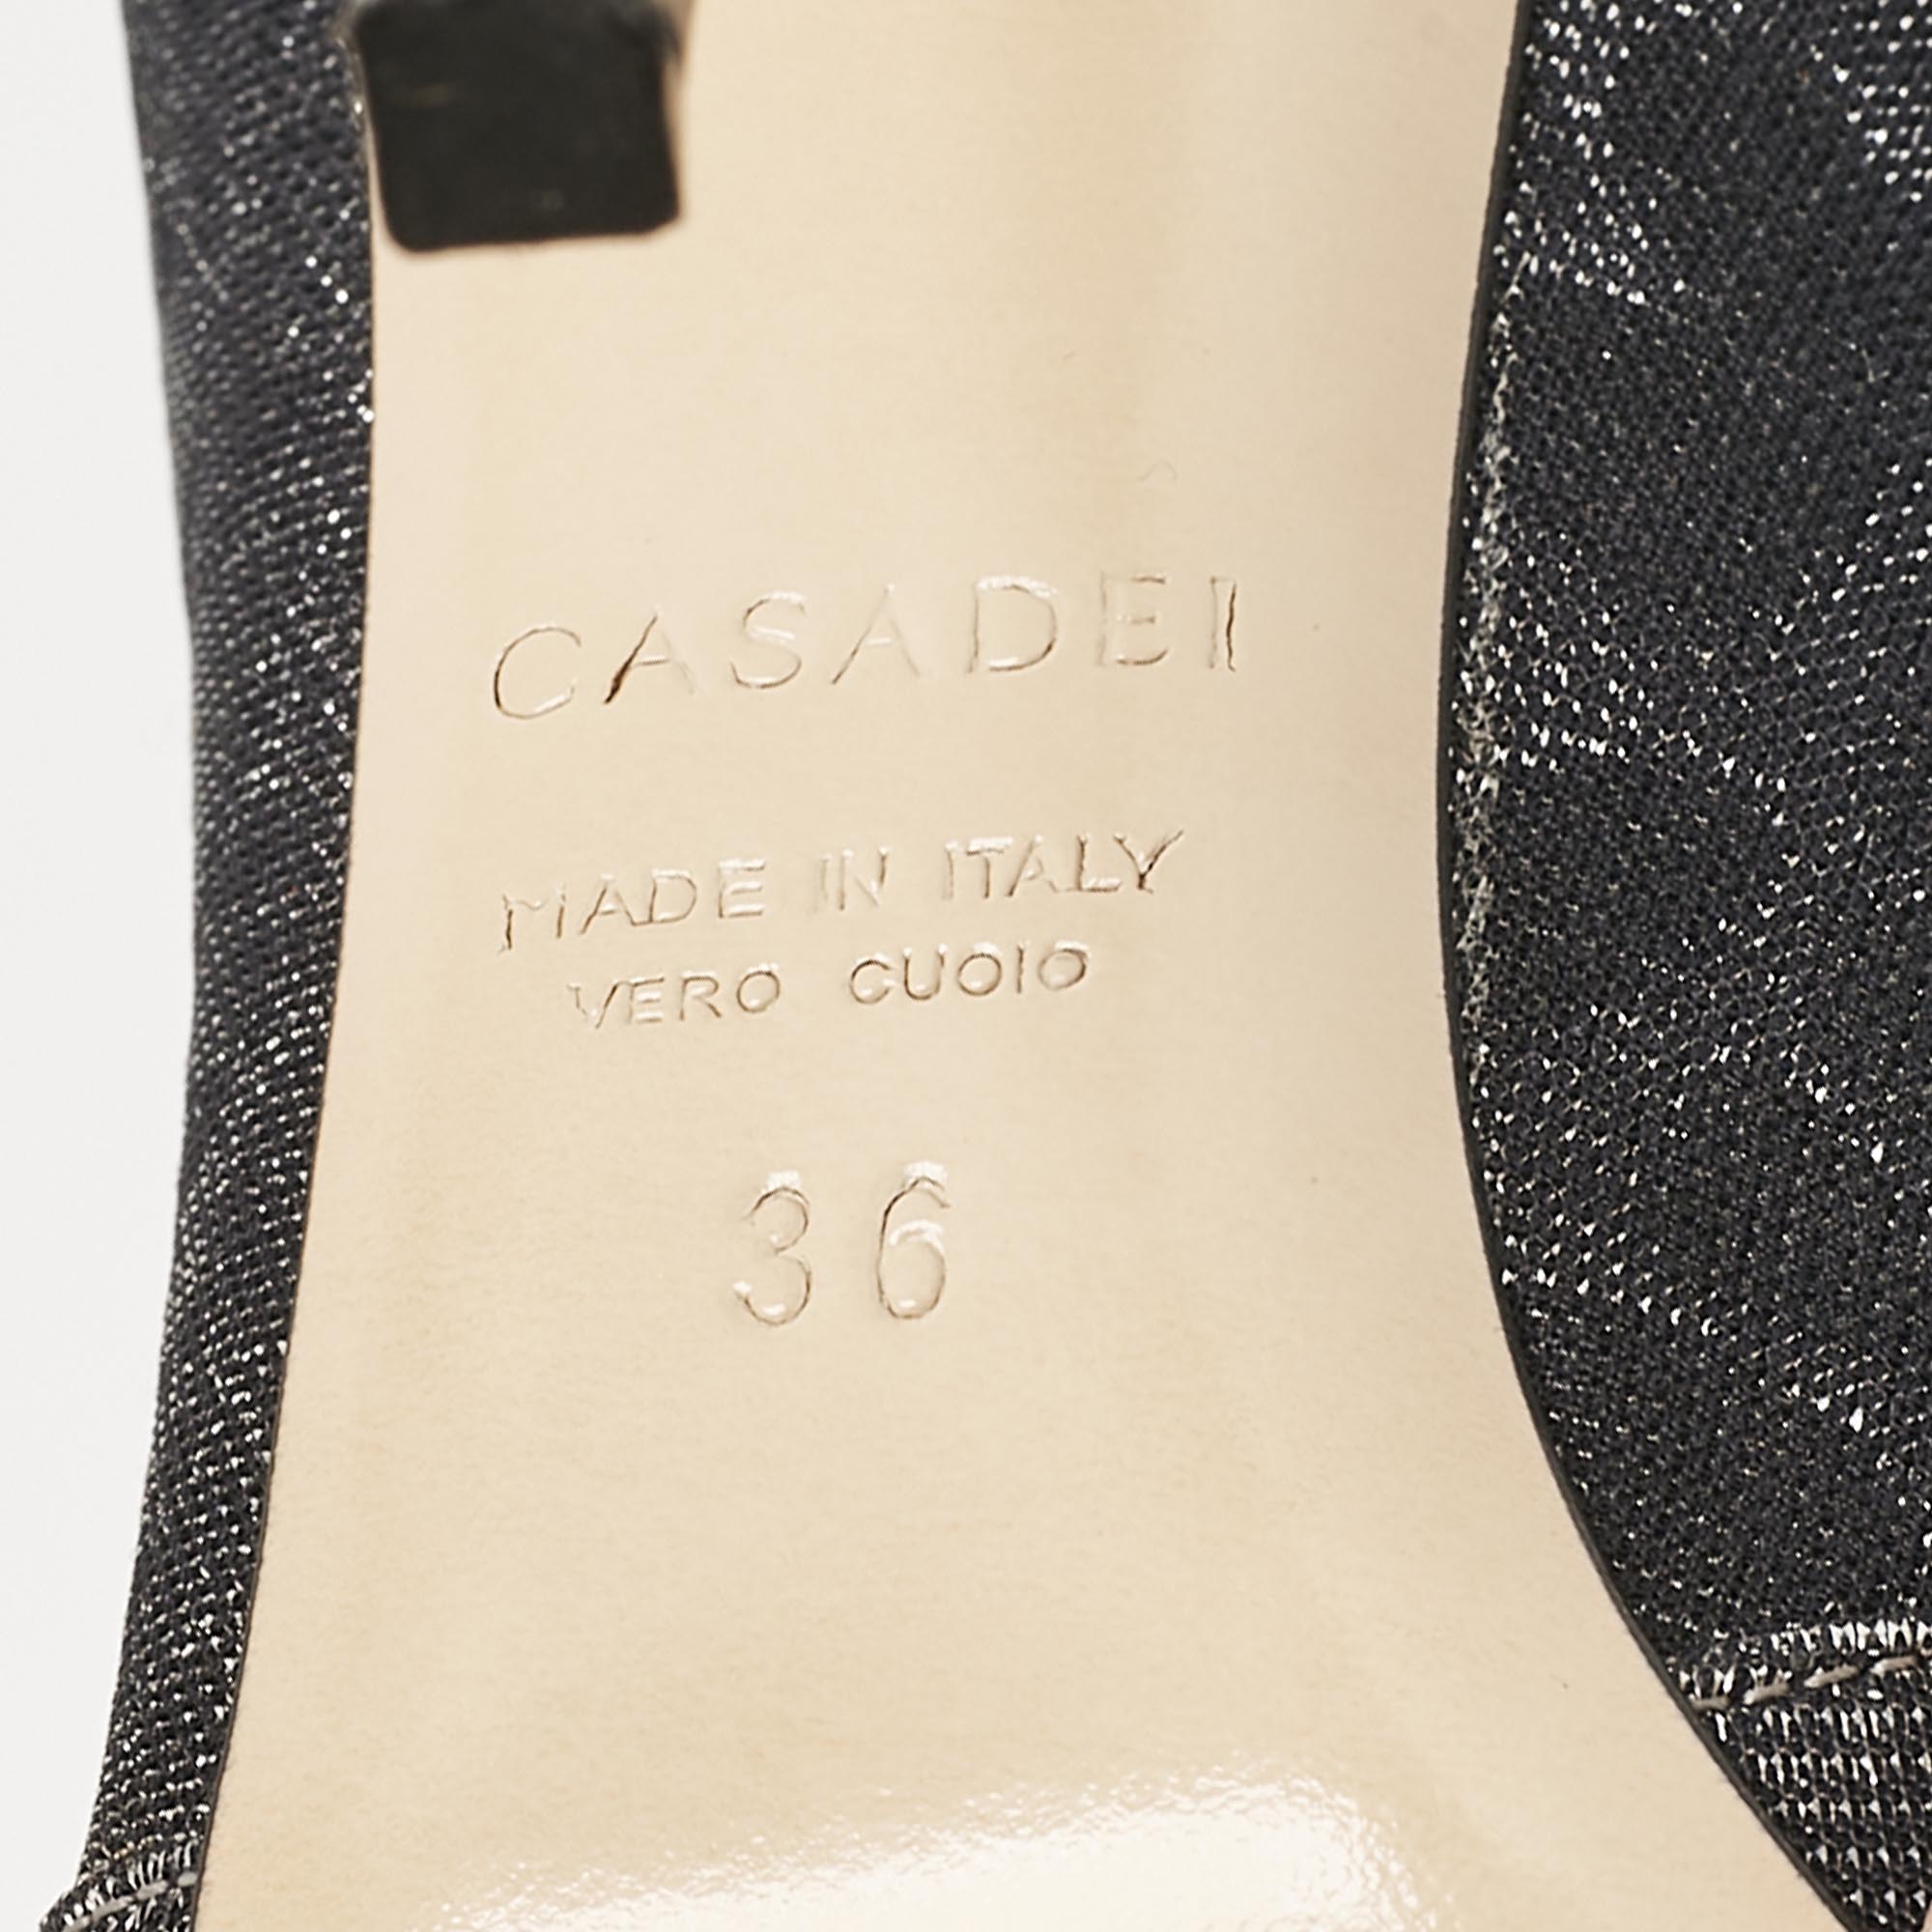 CASADEI
MADE IN ITALY
VERO CUOIO
36